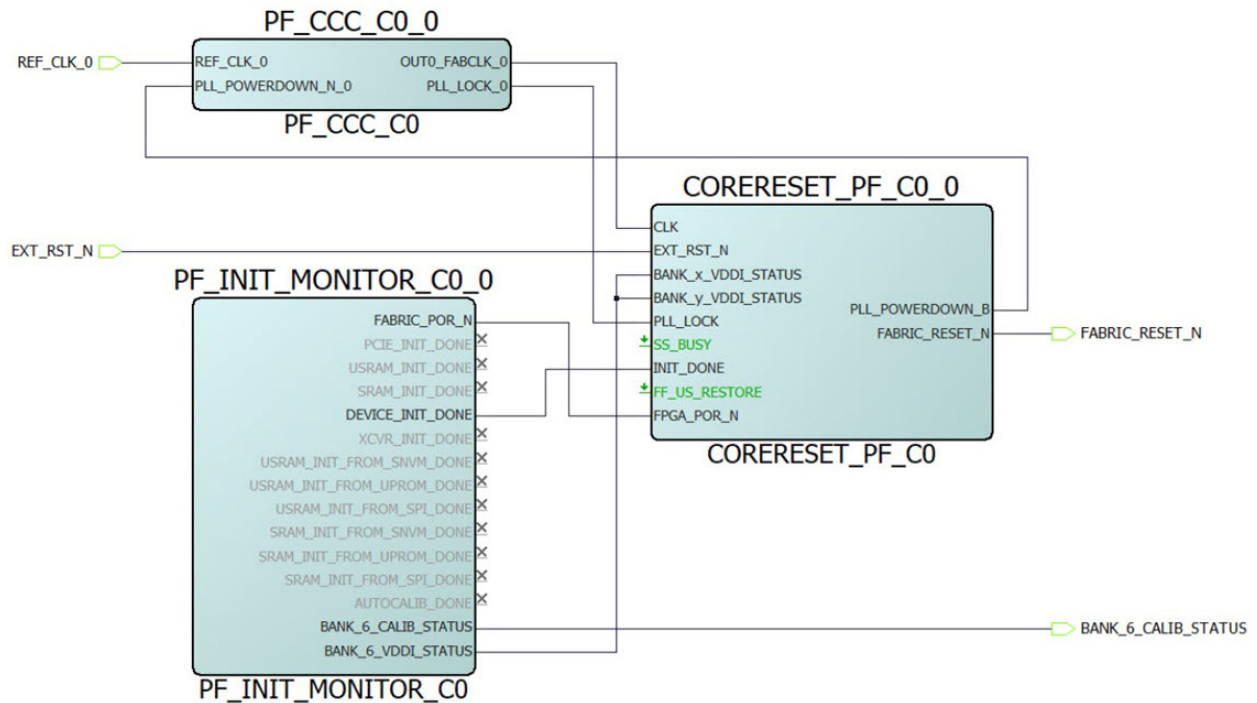 PF_CCC_C0_0
REF_CLK_0
REF_CLK_0
OUT0_FABCLK_0
PLL_POWERDOWN_N_0
PLL_LOCK_0
PF_CCC_C0
CORERESET_PF_C0_0
CLK
EXT_RST_N
EXT_RST_N
BANK_x_VDDI_STATUS
BANK_y_VDDI_STATUS
PLL_LOCK
SS_BUSY
INIT_DONE
FF_US_RESTORE
FPGA_POR_N
PLL_POWERDOWN_B
FABRIC_RESET_N
FABRIC_RESET_N
CORERESET_PF_C0
PF_INIT_MONITOR_C0_0
FABRIC_POR_N
PCIE_INIT_DONE
USRAM_INIT_DONE
SRAM_INIT_DONE
DEVICE_INIT_DONE
XCVR_INIT_DONE
USRAM_INIT_FROM_SNVM_DONE
USRAM_INIT_FROM_UPROM_DONE
USRAM_INIT_FROM_SPI_DONE
SRAM_INIT_FROM_SNVM_DONE
SRAM_INIT_FROM_UPROM_DONE
SRAM_INIT_FROM_SPI_DONE
AUTOCALIB_DONE
BANK_6_CALIB_STATUS
BANK_6_CALIB_STATUS
BANK_6_VDDI_STATUS
PF_INIT_MONITOR_C0